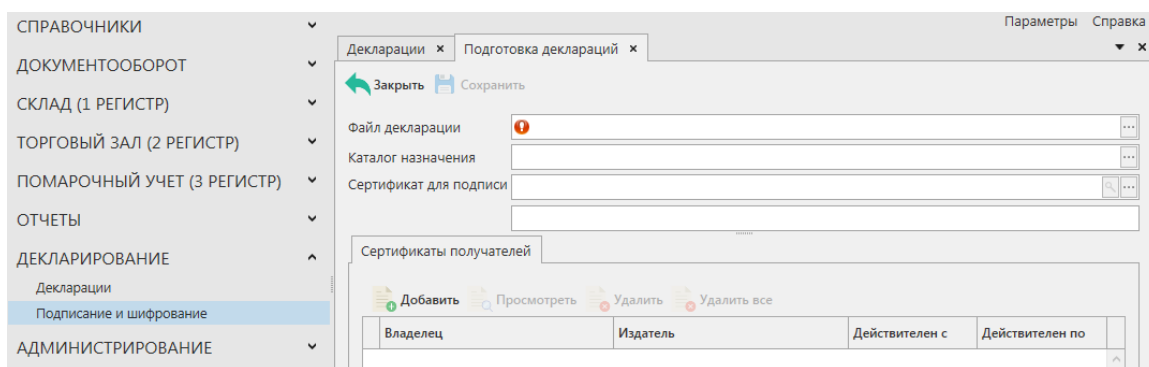 Параметры Справка
СПРАВОЧНИКИ
ДОКУМЕНТООБОРОТ
СКЛАД (1 РЕГИСТР)
ТОРГОВЫЙ ЗАЛ (2 РЕГИСТР)
ПОМАРОЧНЫЙ УЧЕТ (3 РЕГИСТР)
ОТЧЕТЫ
ДЕКЛАРИРОВАНИЕ
Декларации
Подписание и шифрование
АДМИНИСТРИРОВАНИЕ
Декларации Подготовка деклараций
Закрыть Сохранить
Файл декларации
Каталог назначения
Сертификат для подписи
Сертификаты получателей
Добавить Просмотреть Удалить Удалить все
Владелец Издатель Действителен с Действителен по